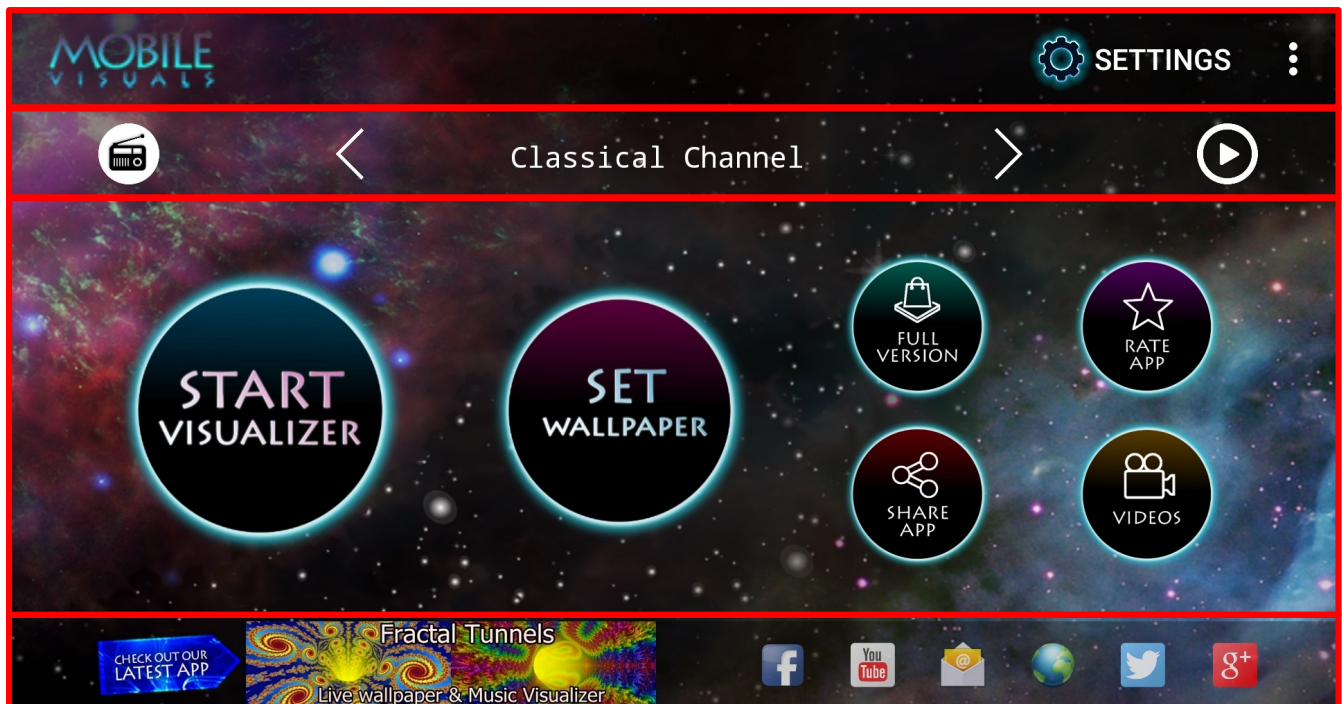 MOBILE
VISUALS
SETTINGS
Classical Channel
START
VISUALIZER
SET
WALLPAPER
FULL
VERSION
RATE
APP
SHARE
APP
VIDEOS
CHECK OUT OUR
LATEST APP
Fractal Tunnels
Live wallpaper & Music Visualizer
f
You
Tube
@
g+